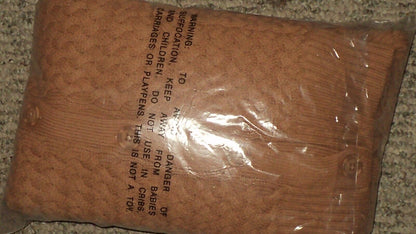 WARNING: TO DANGER OF
SUFFOCATION, KEEP AWAY FROM BABIES
AND CHILDREN. DO NOT USE IN CRIBS,
CARRIAGES OR PLAYPENS. THIS IS NOT A TOY.